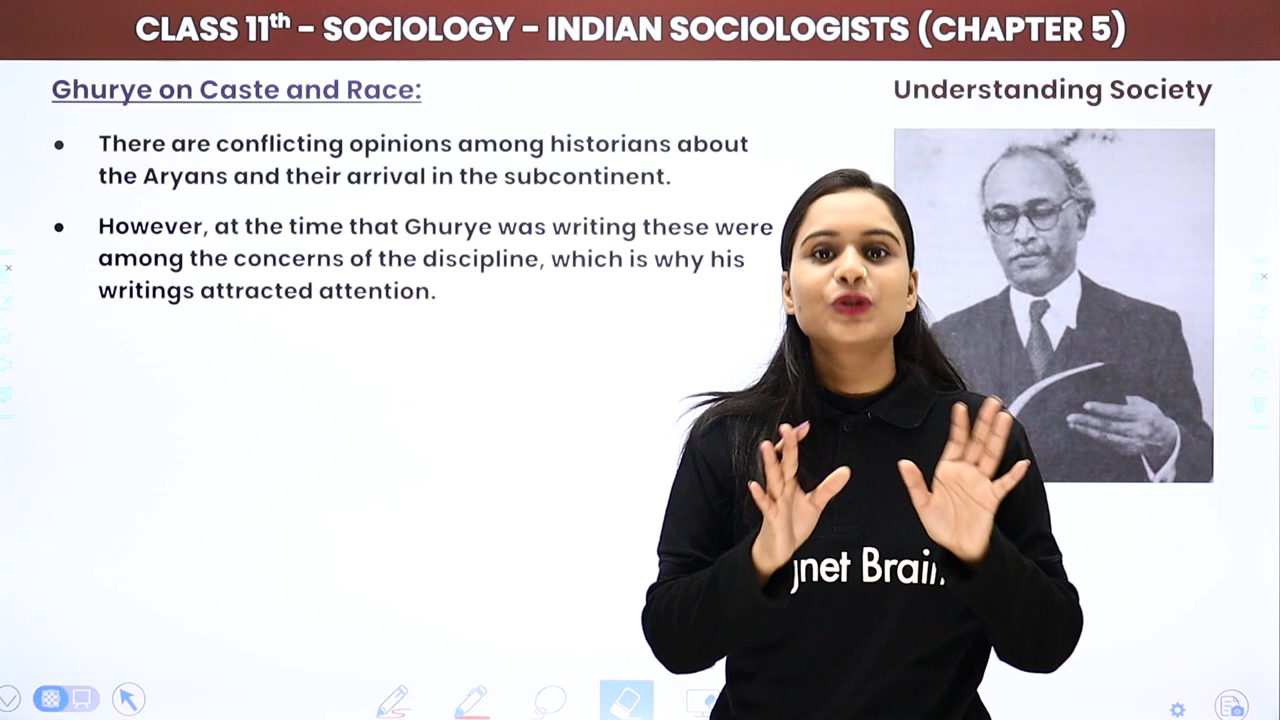 CLASS 11th - SOCIOLOGY - INDIAN SOCIOLOGISTS (CHAPTER 5)
Ghurye on Caste and Race:
Understanding Society
• There are conflicting opinions among historians about
the Aryans and their arrival in the subcontinent.
• However, at the time that Ghurye was writing these were
among the concerns of the discipline, which is why his
writings attracted attention.